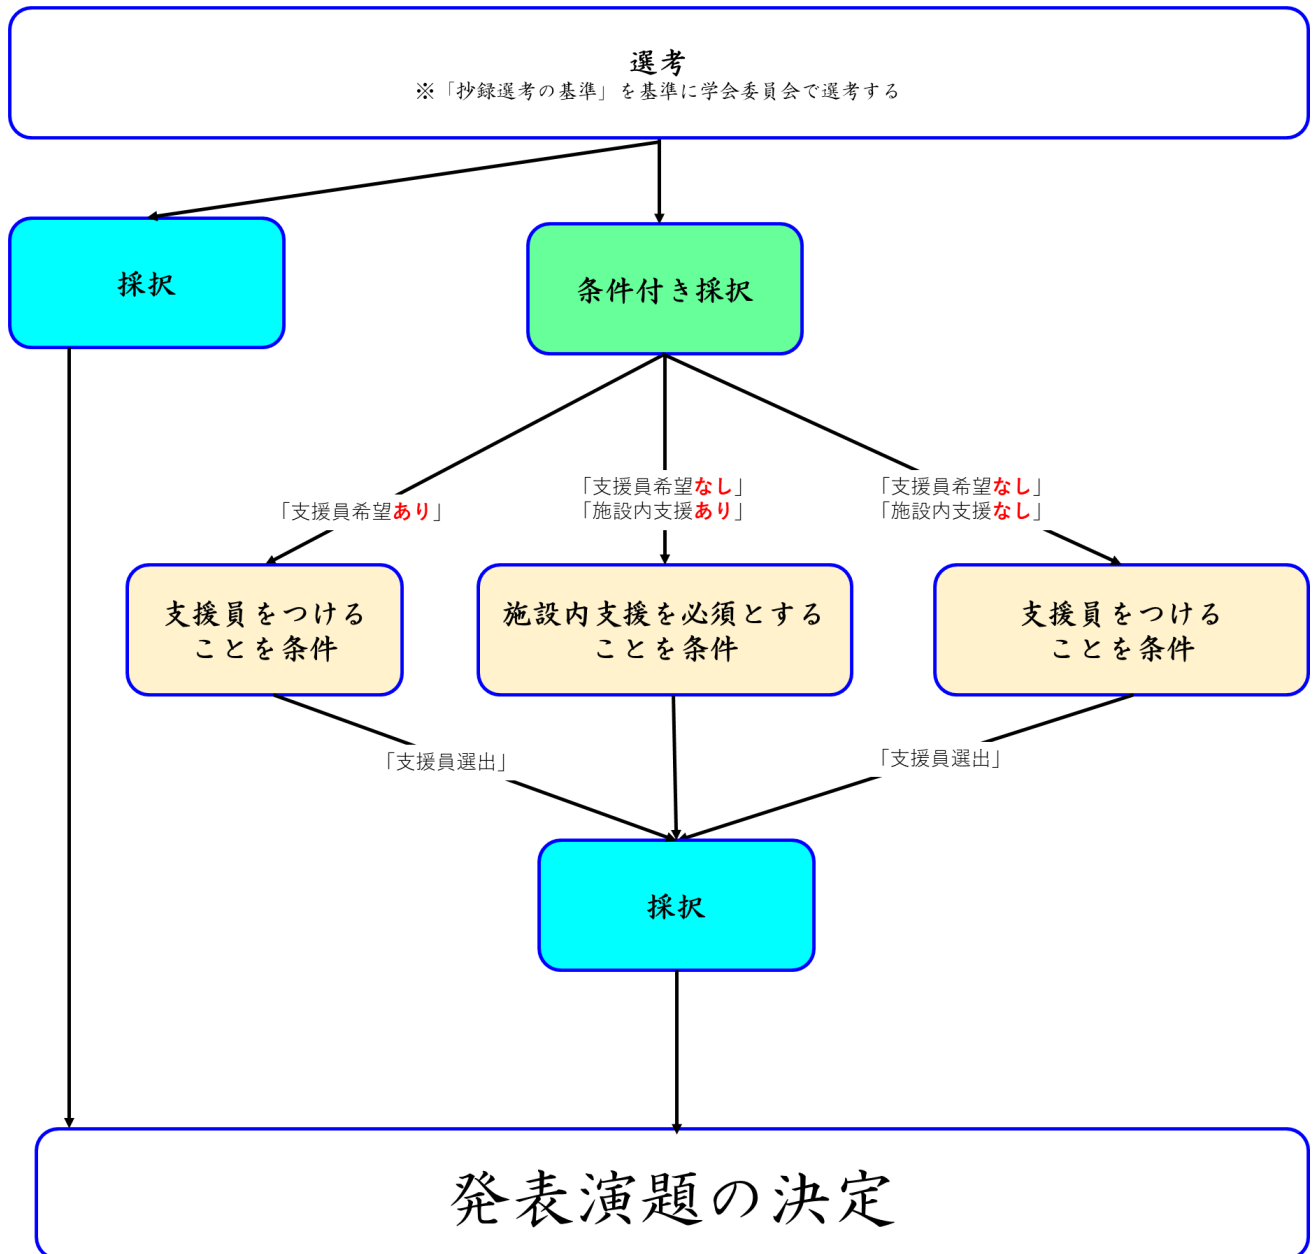 選考
※「抄録選考の基準」を基準に学会委員会で選考する
採択
条件付き採択
「支援員希望あり」
「支援員希望なし」
「施設内支援あり」
「支援員希望なし」
「施設内支援なし」
支援員をつける
ことを条件
施設内支援を必須とする
ことを条件
支援員をつける
ことを条件
「支援員選出」
「支援員選出」
採択
発表演題の決定